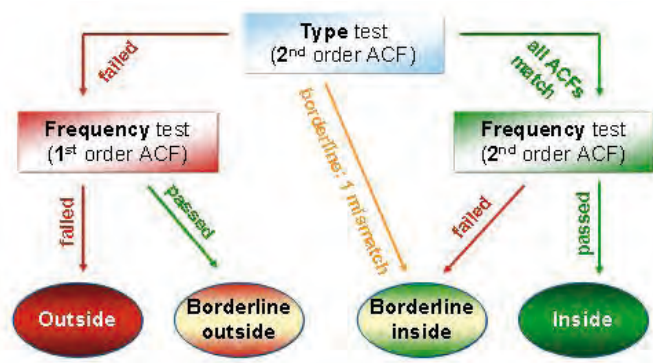 Type test
(2nd order ACF)
failed
all ACFs
match
borderline: 1 mismatch
Frequency test
(1st order ACF)
Frequency test
(2nd order ACF)
failed
passed
failed
passed
Outside
Borderline
outside
Borderline
inside
Inside